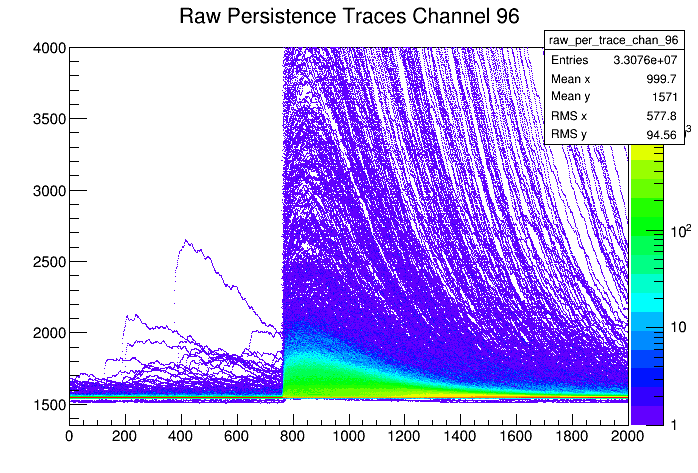 Raw Persistence Traces Channel 96
raw_per_trace_chan_96
Entries 3.3076e+07
Mean x 999.7
Mean y 1571
RMS x 577.8
RMS y 94.56
4000
3500
3000
2500
2000
1500
0 200 400 600 800 1000 1200 1400 1600 1800 2000
3
10²
10
1